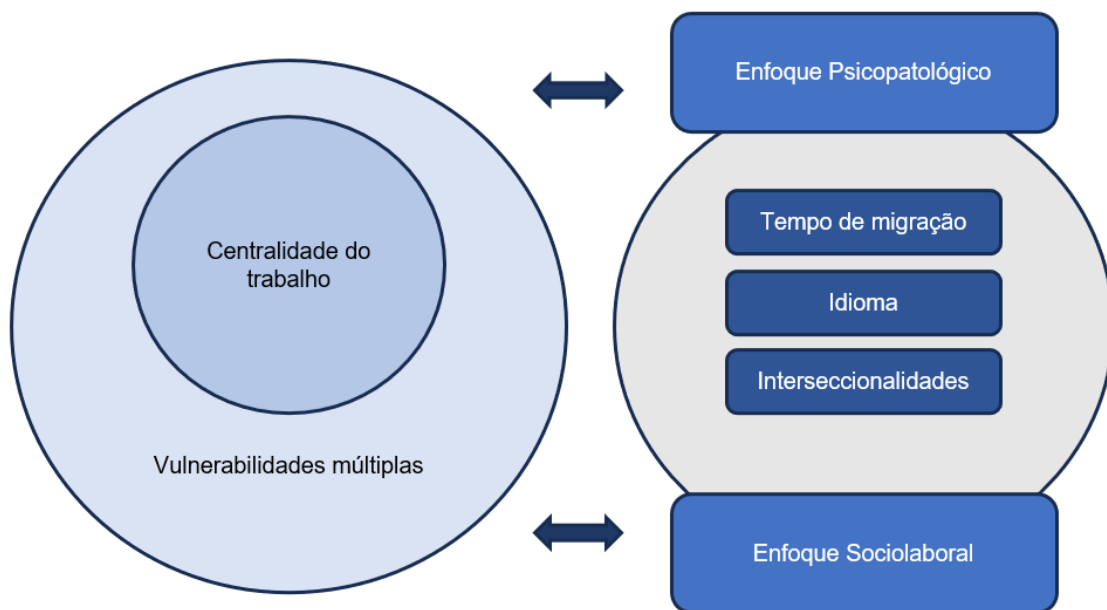 Centralidade do
trabalho
Vulnerabilidades múltiplas
Enfoque Psicopatológico
Tempo de migração
Idioma
Interseccionalidades
Enfoque Sociolaboral